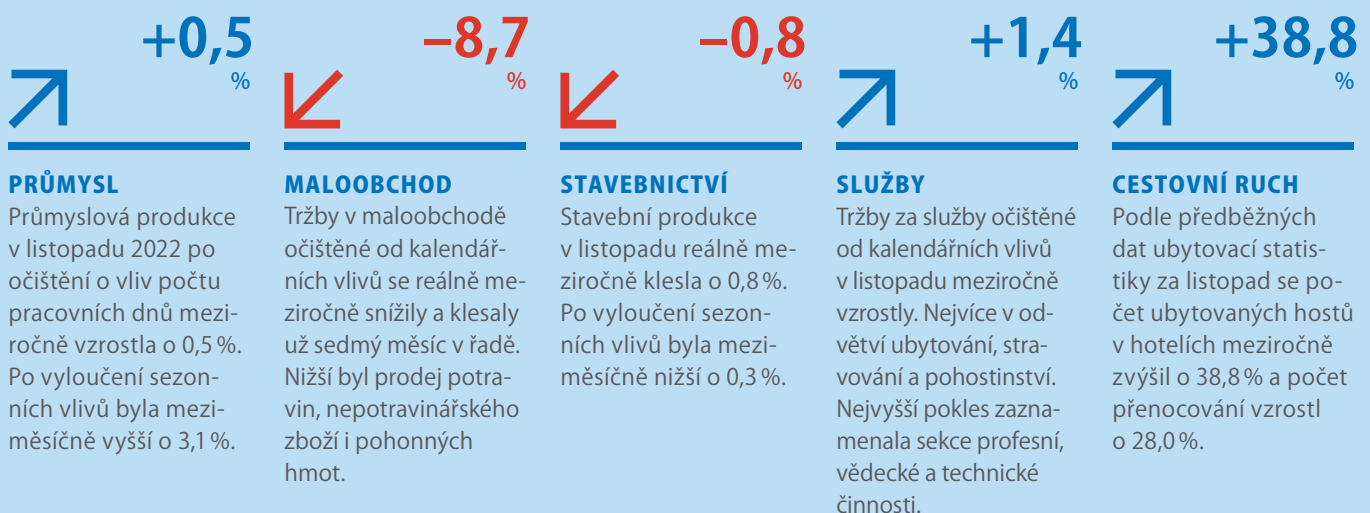 +0,5
%
PRŮMYSL
Průmyslová produkce
v listopadu 2022 po
očištění o vliv počtu
pracovních dnů mezi-
ročně vzrostla o 0,5 %.
Po vyloučení sezon-
ních vlivů byla mezi-
měsíčně vyšší o 3,1 %.
–8,7
%
MALOOBCHOD
Tržby v maloobchodě
očištěné od kalendář-
ních vlivů se reálně me-
ziročně snížily a klesaly
už sedmý měsíc v řadě.
Nižší byl prodej potra-
vin, nepotravinářského
zboží i pohonných
hmot.
–0,8
%
STAVEBNICTVÍ
Stavební produkce
v listopadu reálně me-
ziročně klesla o 0,8 %.
Po vyloučení sezon-
ních vlivů byla mezi-
měsíčně nižší o 0,3 %.
+1,4
%
SLUŽBY
Tržby za služby očištěné
od kalendářních vlivů
v listopadu meziročně
vzrostly. Nejvíce v od-
větví ubytování, stra-
vování a pohostinství.
Nejvyšší pokles zazna-
menala sekce profesní,
vědecké a technické
činnosti.
+38,8
%
CESTOVNÍ RUCH
Podle předběžných
dat ubytovací statis-
tiky za listopad se po-
čet ubytovaných hostů
v hotelích meziročně
zvýšil o 38,8 % a počet
přenocování vzrostl
o 28,0 %.